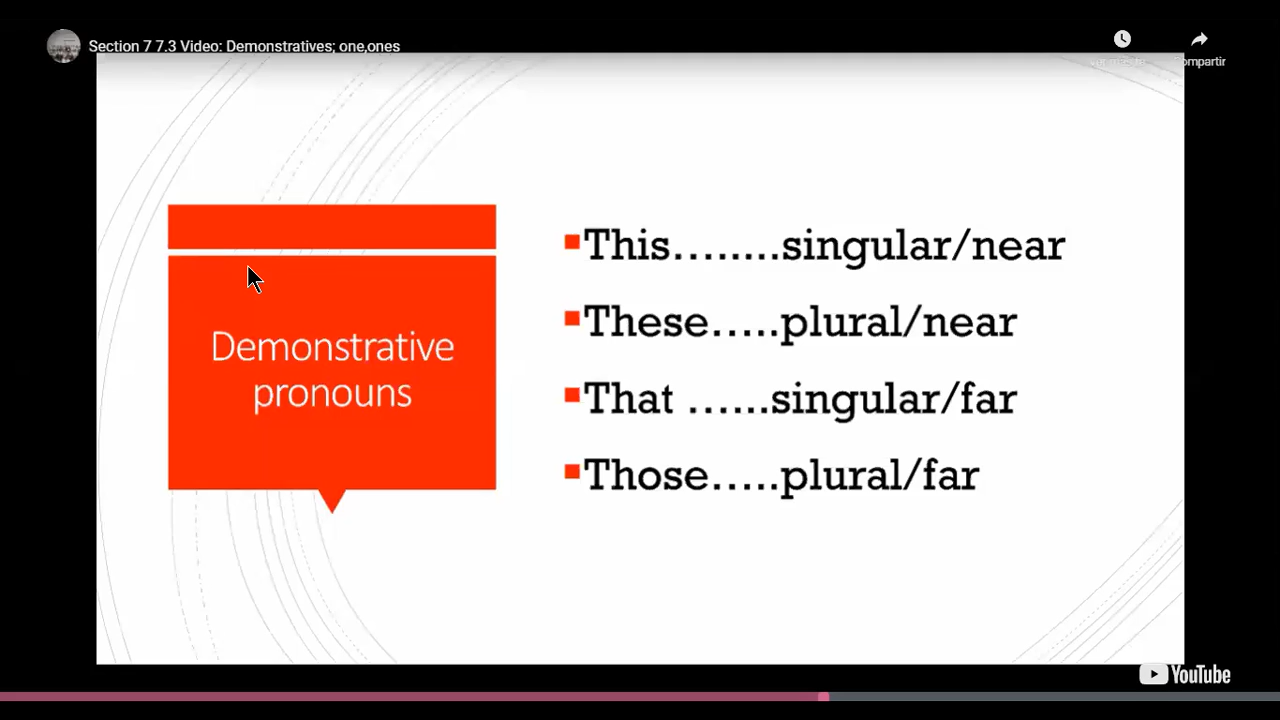 Section 7 7.3 Video: Demonstratives; one,ones
Compartir
Demonstrative
pronouns
▪This........singular/near
▪These.....plural/near
▪That ......singular/far
▪Those.....plural/far
YouTube